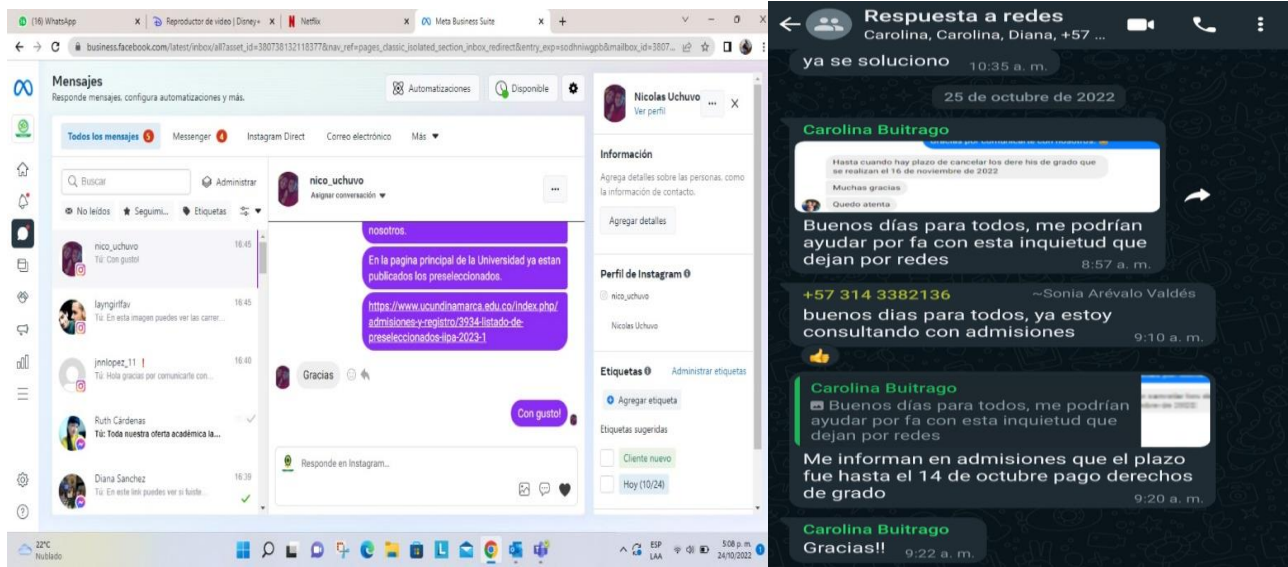 (16) WhatsApp
Reproductor de video | Disney+
Netflix
Meta Business Suite
business.facebook.com/latest/inbox/all?asset_id=380738132118377&nav_ref=pages_classic_isolated_section_inbox_redirect&entry_exp=sodhniwgpb&mailbox_id=3807...
Mensajes
Responde mensajes, configura automatizaciones y más.
Automatizaciones
Disponible
Todos los mensajes 5
Messenger 4
Instagram Direct
Correo electrónico
Más
Buscar
Administrar
No leídos
Seguimi...
Etiquetas
nico_uchuvo
16:45
Tú: Con gusto!
layngirlfav
16:45
Tú: En esta imagen puedes ver las carrer...
jnnlopez_11
16:40
Tú: Hola gracias por comunicarte con...
Ruth Cárdenas
Tú: Toda nuestra oferta académica la...
Diana Sanchez
16:39
Tú: En este link puedes ver si fuiste...
nico_uchuvo
Asignar conversación
nosotros.
En la pagina principal de la Universidad ya estan
publicados los preseleccionados.
https://www.ucundinamarca.edu.co/index.php/
admisiones-y-registro/3934-listado-de-
preseleccionados-iipa-2023-1
Gracias
Con gusto!
Responde en Instagram...
Nicolas Uchuvo
Ver perfil
Información
Agrega detalles sobre las personas, como
la información de contacto.
Agregar detalles
Perfil de Instagram
nico_uchuvo
Nicolas Uchuvo
Etiquetas
Administrar etiquetas
Agregar etiqueta
Etiquetas sugeridas
Cliente nuevo
Hoy (10/24)
22°C
Nublado
ESP
LAA
5:08 p. m.
24/10/2022
Respuesta a redes
Carolina, Carolina, Diana, +57 ...
ya se soluciono 10:35 a. m.
25 de octubre de 2022
Carolina Buitrago
Hasta cuando hay plazo de cancelar los dere his de grado que
se realizan el 16 de noviembre de 2022
Muchas gracias
Quedo atenta
Buenos días para todos, me podrían
ayudar por fa con esta inquietud que
dejan por redes 8:57 a. m.
+57 314 3382136 ~Sonia Arévalo Valdés
buenos dias para todos, ya estoy
consultando con admisiones 9:10 a. m.
Carolina Buitrago
Buenos días para todos, me podrían
ayudar por fa con esta inquietud que
dejan por redes
Me informan en admisiones que el plazo
fue hasta el 14 de octubre pago derechos
de grado 9:20 a. m.
Carolina Buitrago
Gracias!! 9:22 a. m.